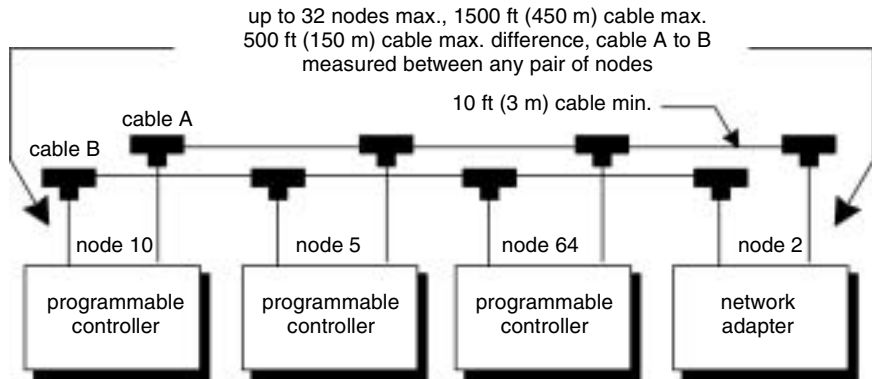 up to 32 nodes max., 1500 ft (450 m) cable max.
500 ft (150 m) cable max. difference, cable A to B
measured between any pair of nodes
10 ft (3 m) cable min.
cable A
cable B
node 10
node 5
node 64
node 2
programmable
controller
programmable
controller
programmable
controller
network
adapter